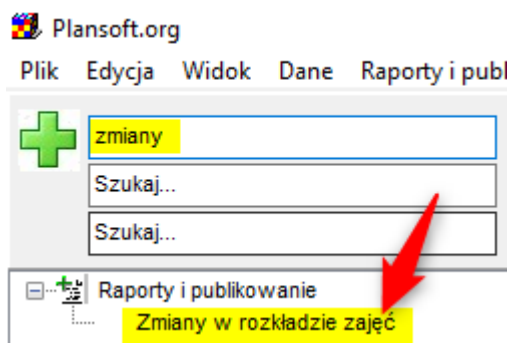 Plansoft.org
Plik Edycja Widok Dane Raporty i publ
zmiany
Szukaj...
Szukaj...
Raporty i publikowanie
Zmiany w rozkładzie zajęć